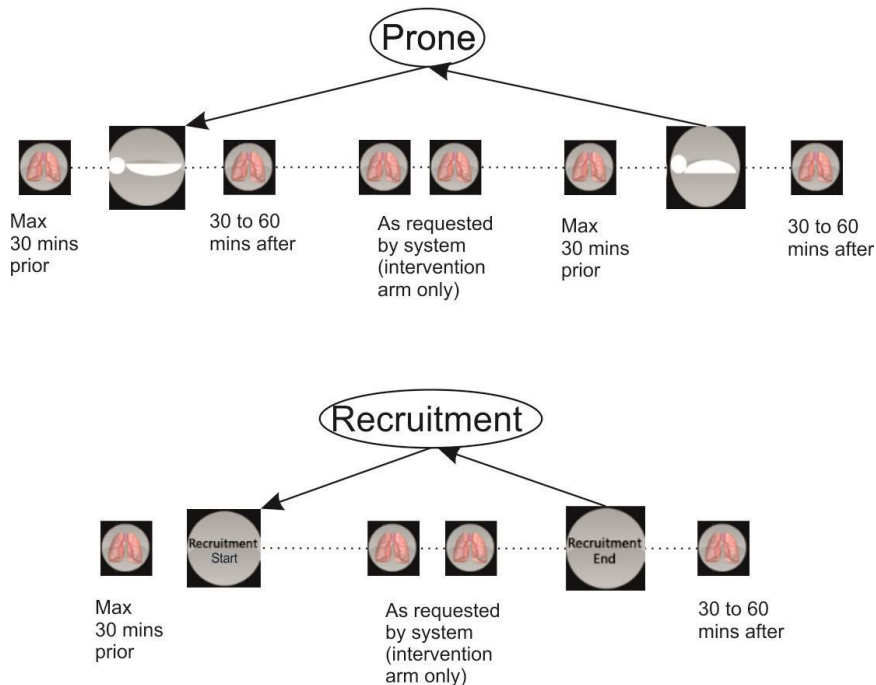 Prone
Max
30 mins
prior
30 to 60
mins after
As requested
by system
(intervention
arm only)
Max
30 mins
prior
30 to 60
mins after
Recruitment
Recruitment
Start
Recruitment
End
Max
30 mins
prior
As requested
by system
(intervention
arm only)
30 to 60
mins after